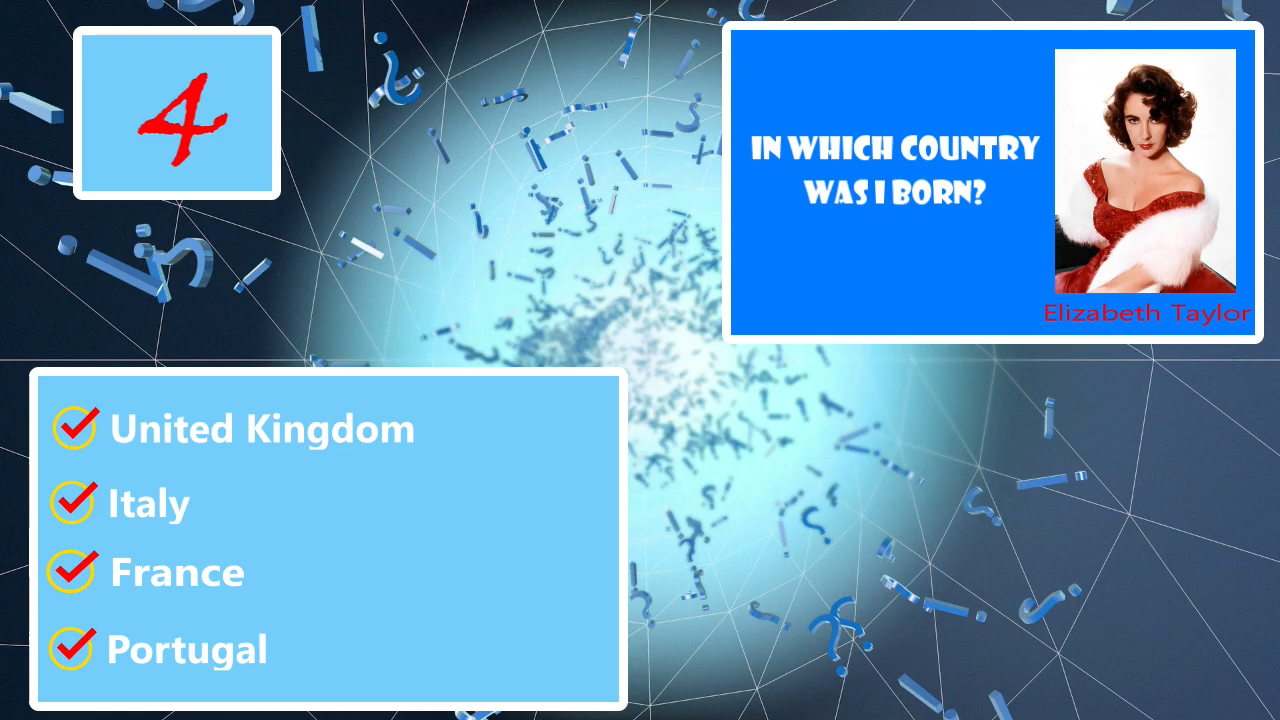 4
IN WHICH COUNTRY
WAS I BORN?
Elizabeth Taylor
United Kingdom
Italy
France
Portugal